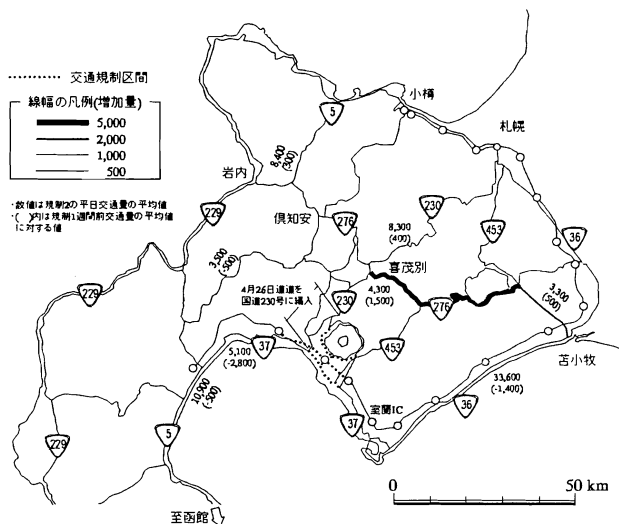 交通規制区間
線幅の凡例(増加量)
5,000
2,000
1,000
500
・数値は規制2の平日交通量の平均値
・( )内は規制1週間前交通量の平均値
に対する値
小樽
札幌
5
8,400
(300)
岩内
229
倶知安
276
230
8,300
(400)
453
36
3,500
(-500)
喜茂別
229
4月26日道道を
国道230号に編入
230
4,300
(1,500)
276
3,300
(500)
5,100
(-2,800)
37
453
苫小牧
10,900
(-500)
室蘭IC
33,600
(-1,400)
36
37
5
229
至函館
0
50 km